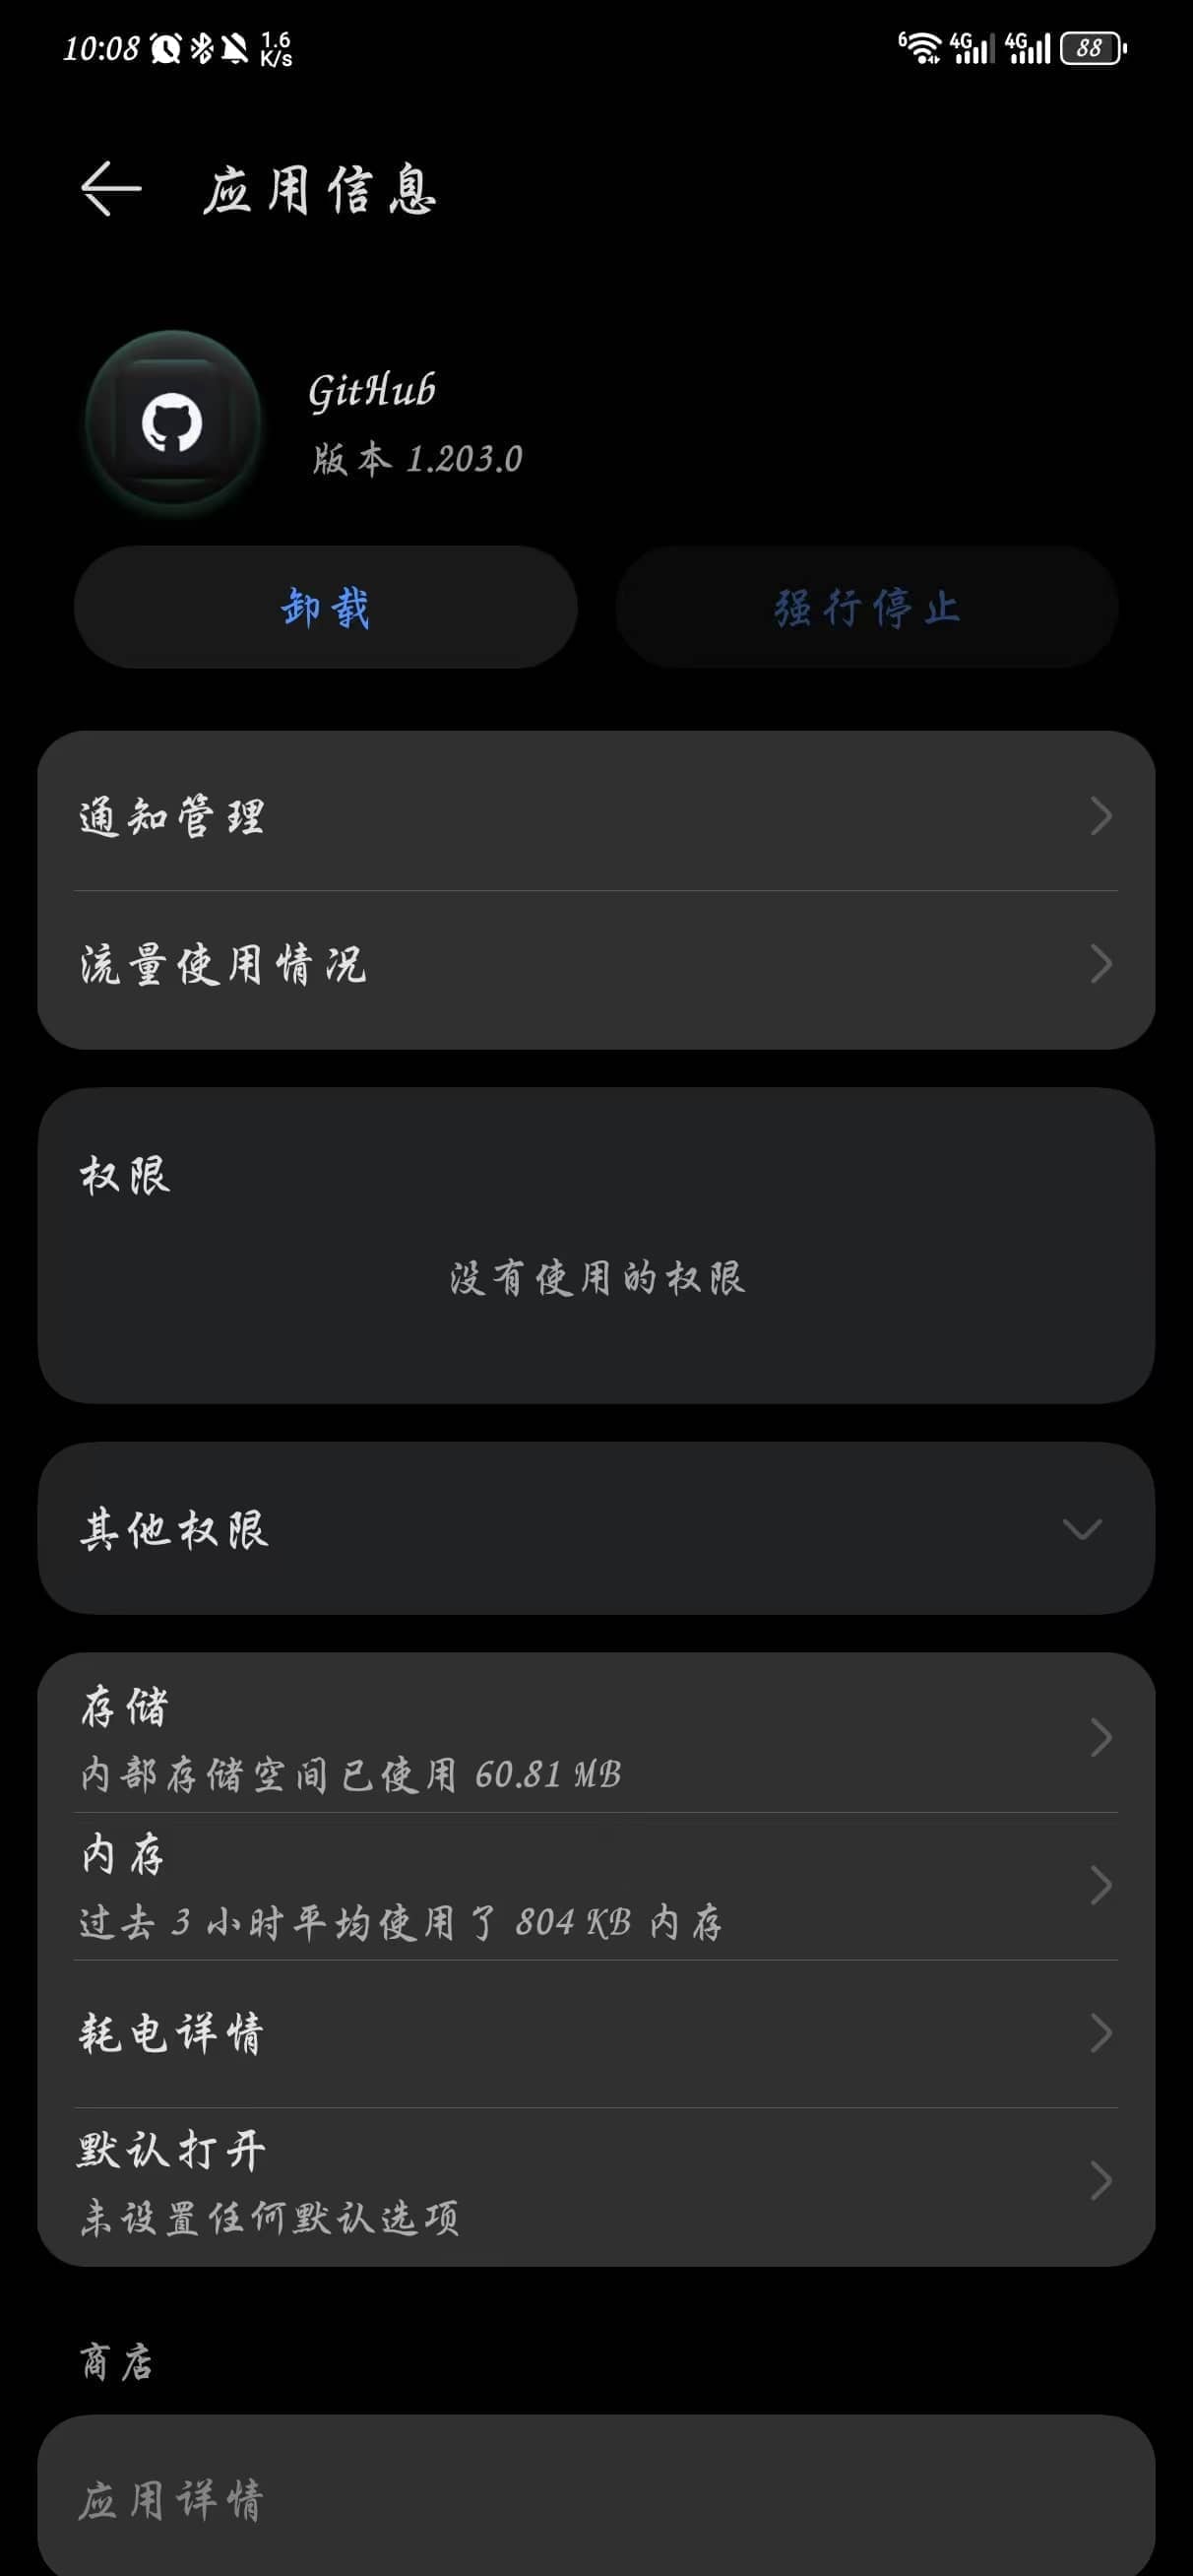 10:08 1.6 K/s 6 4G 4G 88
应用信息
GitHub
版本 1.203.0
卸载 强行停止
通知管理
流量使用情况
权限
没有使用的权限
其他权限
存储
内部存储空间已使用 60.81 MB
内存
过去 3 小时平均使用了 804 KB 内存
耗电详情
默认打开
未设置任何默认选项
商店
应用详情